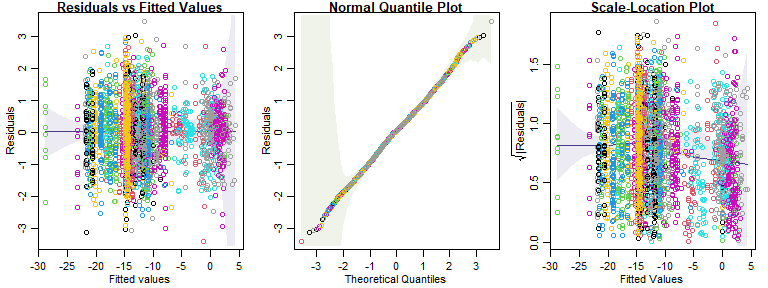 Residuals vs Fitted Values
Normal Quantile Plot
Scale-Location Plot
Residuals
3
2
1
0
-1
-2
-3
-30 -25 -20 -15 -10 -5 0 5
Fitted values
Residuals
3
2
1
0
-1
-2
-3
-3 -2 -1 0 1 2 3
Theoretical Quantiles
√|Residuals|
1.5
1.0
0.5
0.0
-30 -25 -20 -15 -10 -5 0 5
Fitted Values